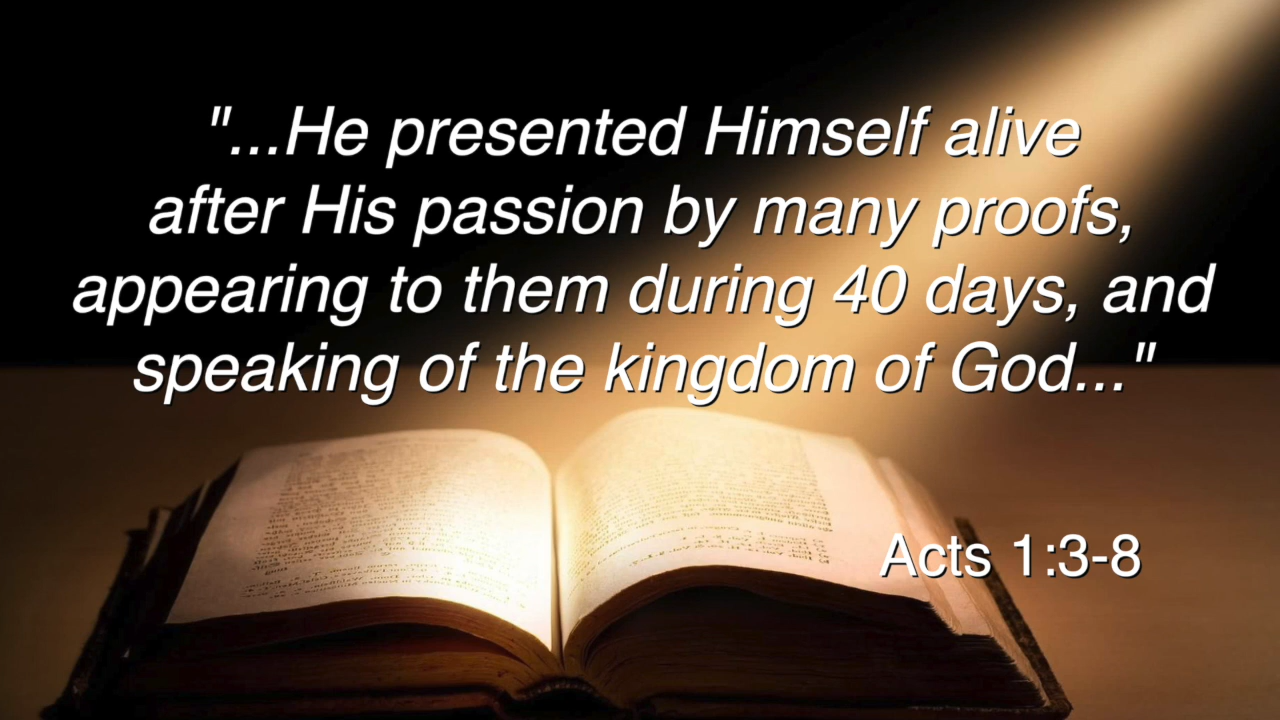 "...He presented Himself alive
after His passion by many proofs,
appearing to them during 40 days, and
speaking of the kingdom of God..."
Acts 1:3-8